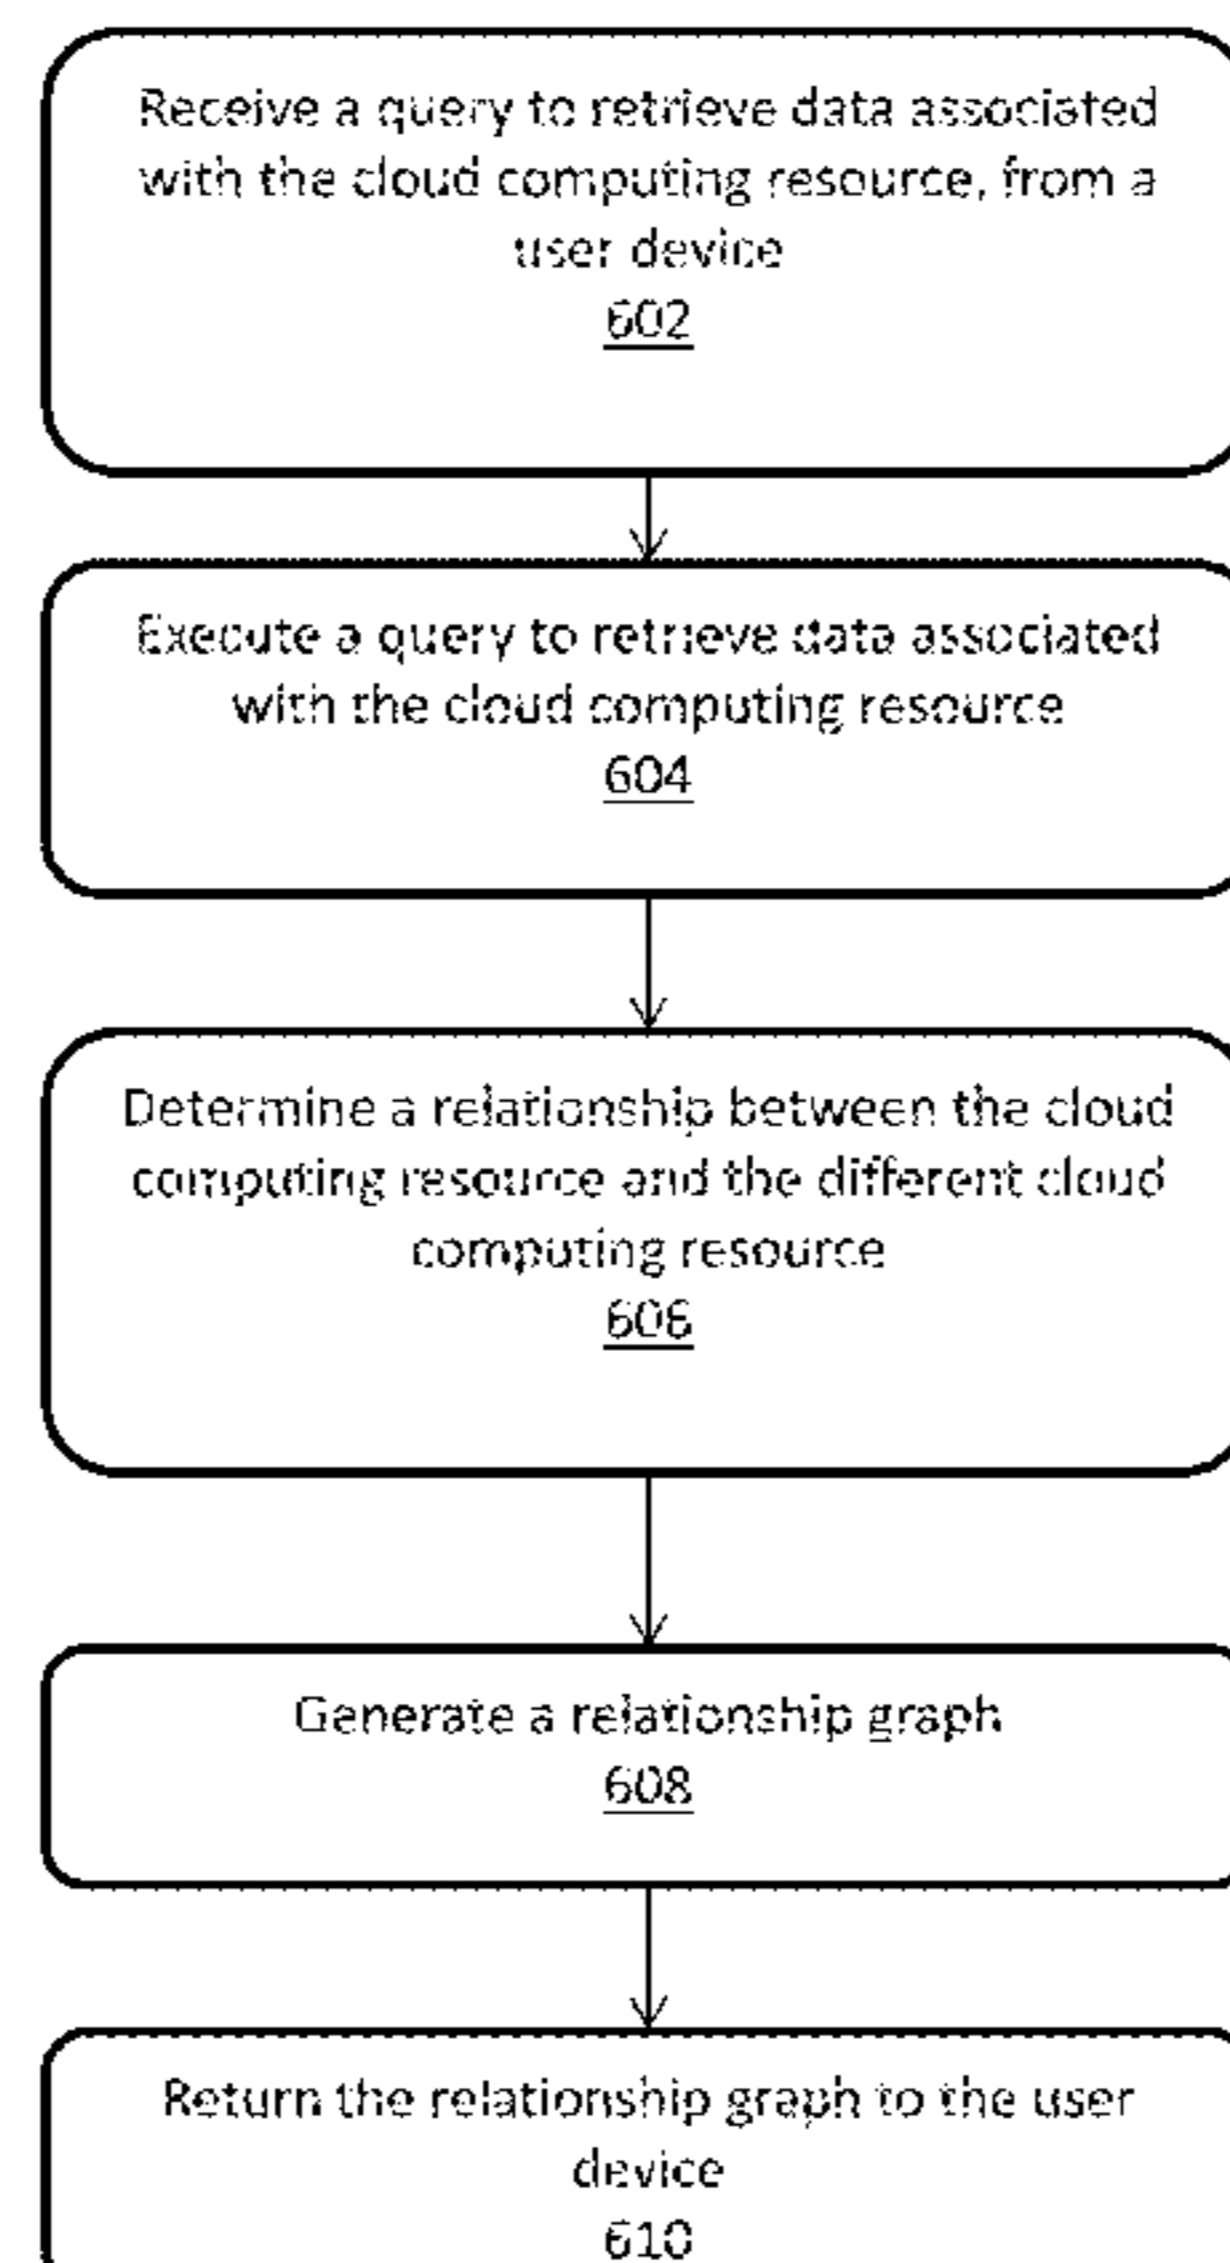 Receive a query to retrieve data associated
with the cloud computing resource, from a
user device
602
Execute a query to retrieve data associated
with the cloud computing resource
604
Determine a relationship between the cloud
computing resource and the different cloud
computing resource
606
Generate a relationship graph
608
Return the relationship graph to the user
device
610